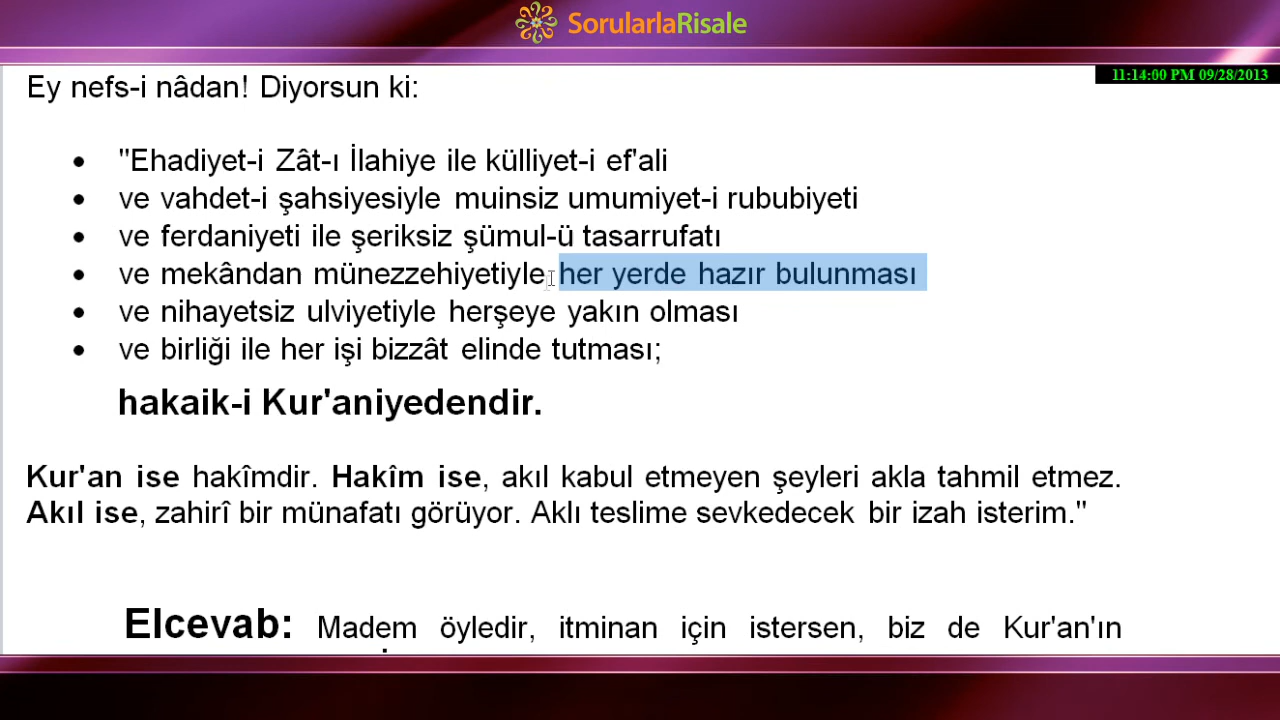 SorularlaRisale
11:14:00 PM 09/28/2013
Ey nefs-i nâdan! Diyorsun ki:
• "Ehadiyet-i Zât-ı İlahiye ile külliyet-i ef'ali
• ve vahdet-i şahsiyesiyle muinsiz umumiyet-i rububiyeti
• ve ferdaniyeti ile şeriksiz şümul-ü tasarrufatı
• ve mekândan münezzehiyetiyle her yerde hazır bulunması
• ve nihayetsiz ulviyetiyle herşeye yakın olması
• ve birliği ile her işi bizzât elinde tutması;
hakaik-i Kur'aniyedendir.
Kur'an ise hakîmdir. Hakîm ise, akıl kabul etmeyen şeyleri akla tahmil etmez.
Akıl ise, zahirî bir münafatı görüyor. Aklı teslime sevkedecek bir izah isterim."
Elcevab: Madem öyledir, itminan için istersen, biz de Kur'an'ın